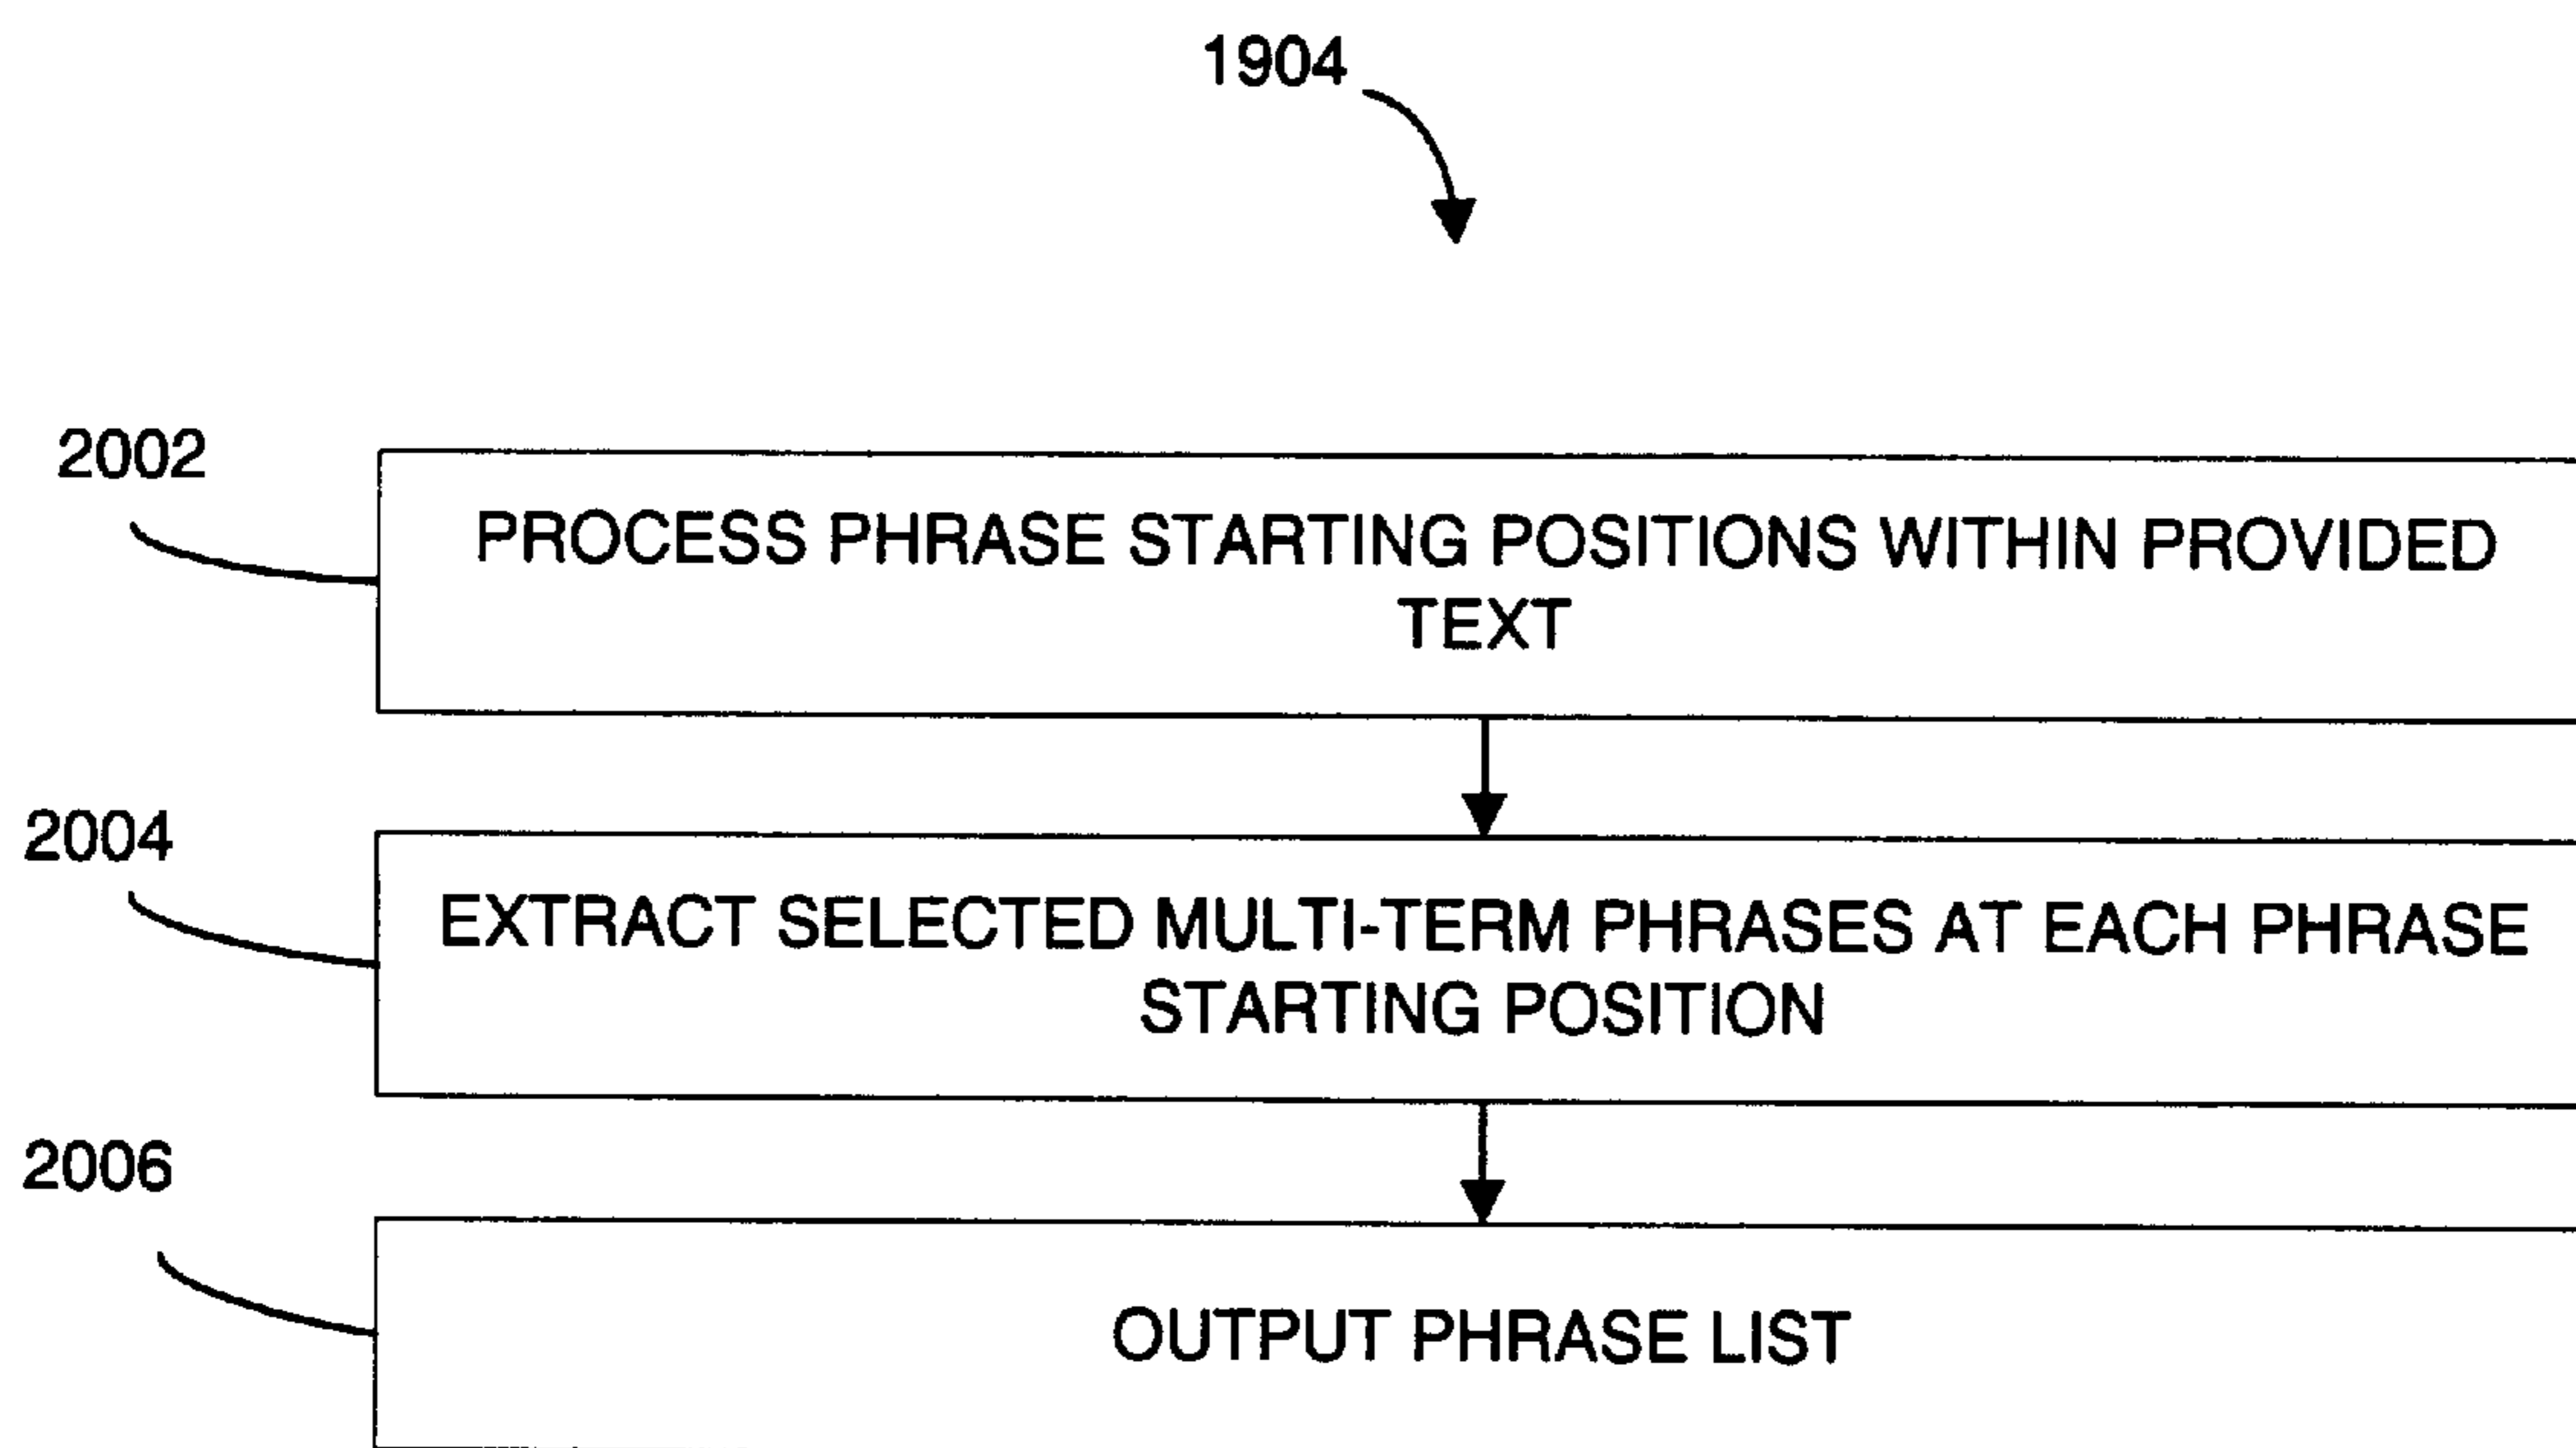 1904
2002
PROCESS PHRASE STARTING POSITIONS WITHIN PROVIDED
TEXT
2004
EXTRACT SELECTED MULTI-TERM PHRASES AT EACH PHRASE
STARTING POSITION
2006
OUTPUT PHRASE LIST